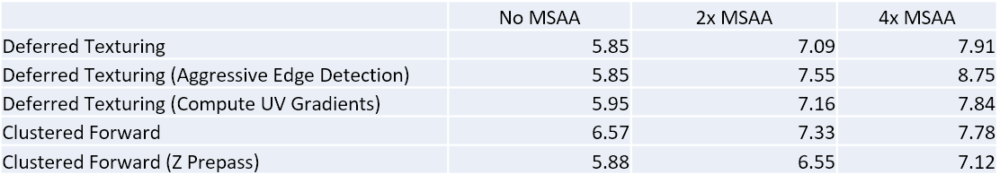 No MSAA 2x MSAA 4x MSAA
Deferred Texturing 5.85 7.09 7.91
Deferred Texturing (Aggressive Edge Detection) 5.85 7.55 8.75
Deferred Texturing (Compute UV Gradients) 5.95 7.16 7.84
Clustered Forward 6.57 7.33 7.78
Clustered Forward (Z Prepass) 5.88 6.55 7.12